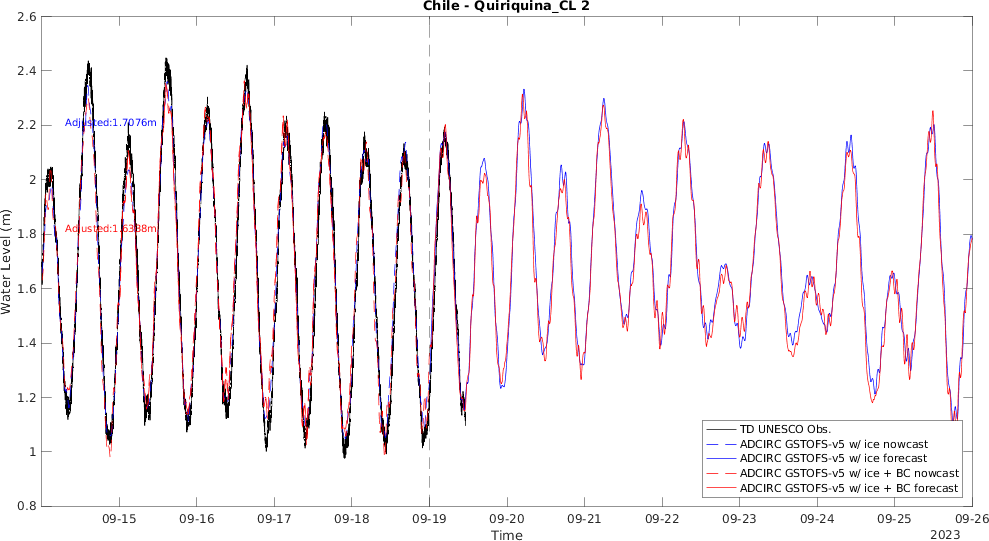 Chile - Quiriquina_CL 2
2.6
2.4
2.2
2
1.8
1.6
1.4
1.2
1
0.8
Water Level (m)
Adjusted:1.7076m
Adjusted:1.6388m
TD UNESCO Obs.
ADCIRC GSTOFS-v5 w/ ice nowcast
ADCIRC GSTOFS-v5 w/ ice forecast
ADCIRC GSTOFS-v5 w/ ice + BC nowcast
ADCIRC GSTOFS-v5 w/ ice + BC forecast
09-15 09-16 09-17 09-18 09-19 09-20 09-21 09-22 09-23 09-24 09-25 09-26
Time
2023